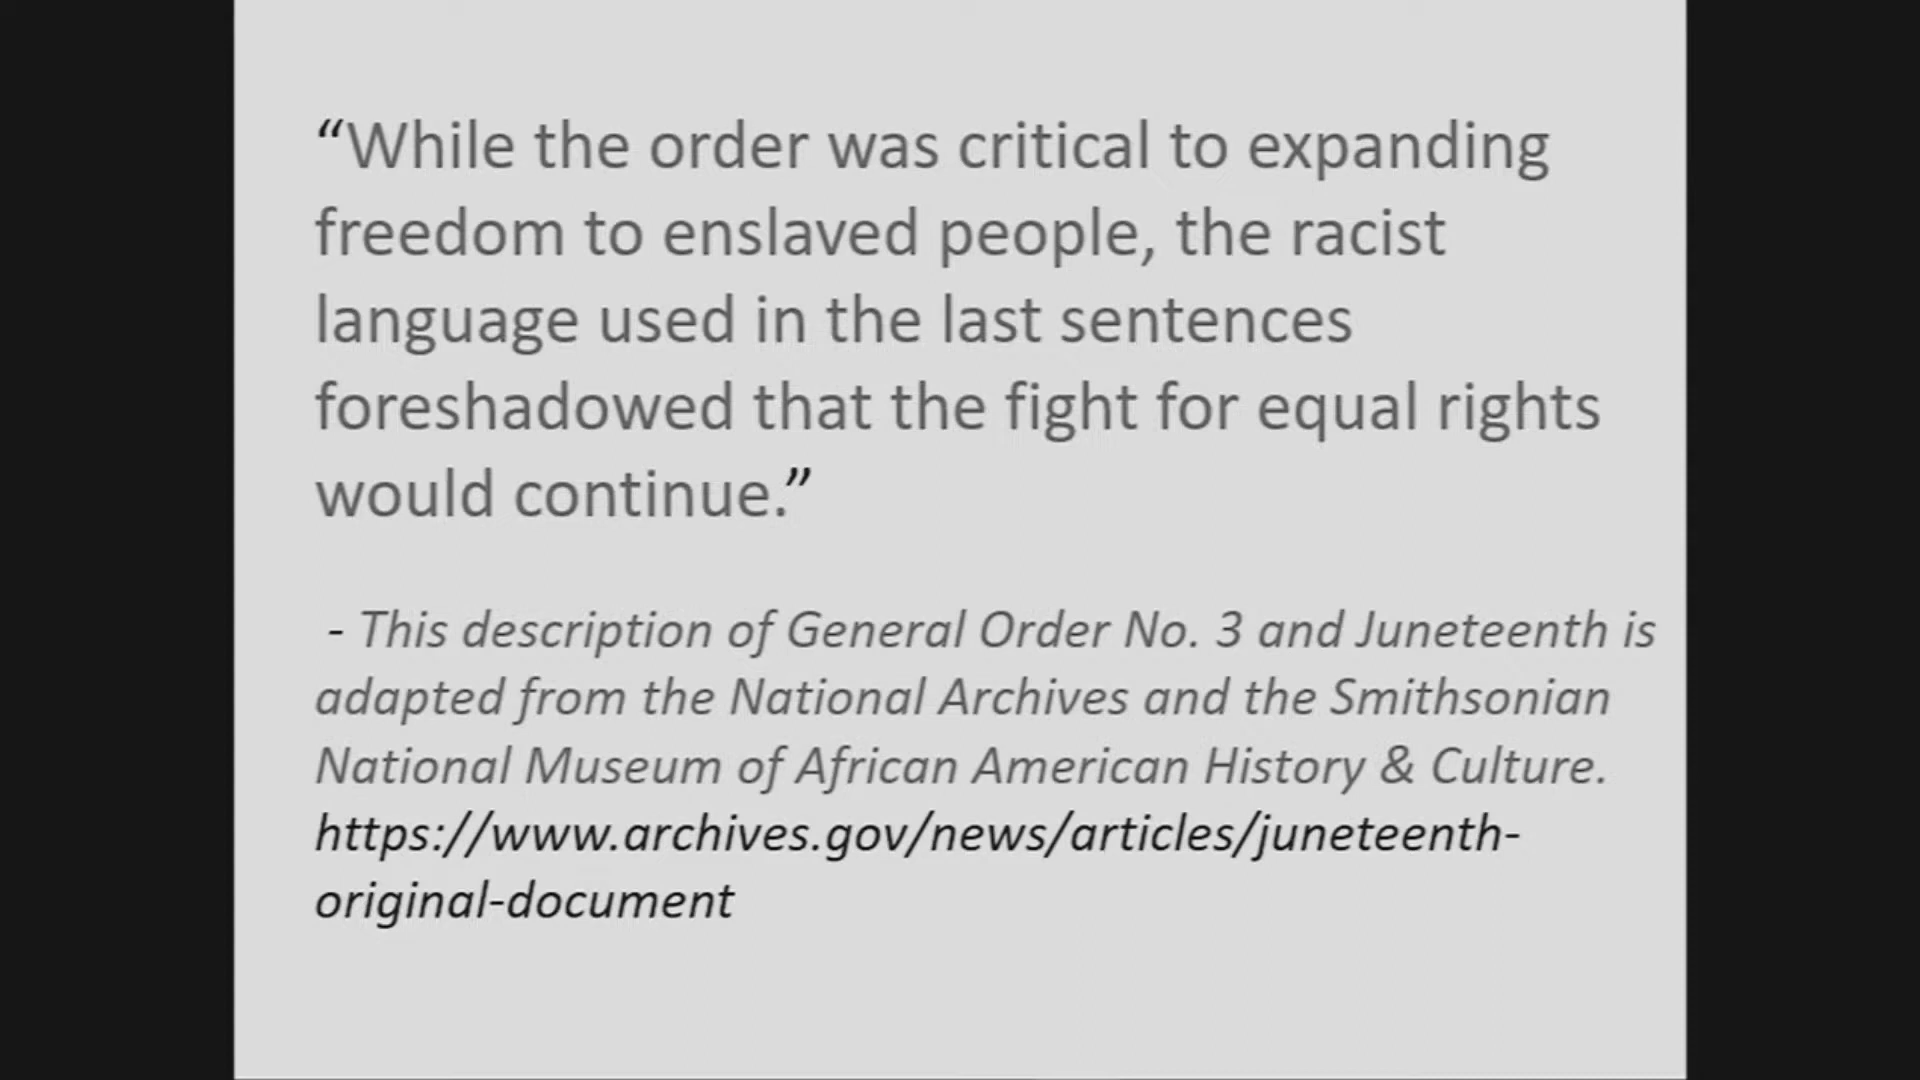 “While the order was critical to expanding
freedom to enslaved people, the racist
language used in the last sentences
foreshadowed that the fight for equal rights
would continue.”
- This description of General Order No. 3 and Juneteenth is
adapted from the National Archives and the Smithsonian
National Museum of African American History & Culture.
https://www.archives.gov/news/articles/juneteenth-
original-document